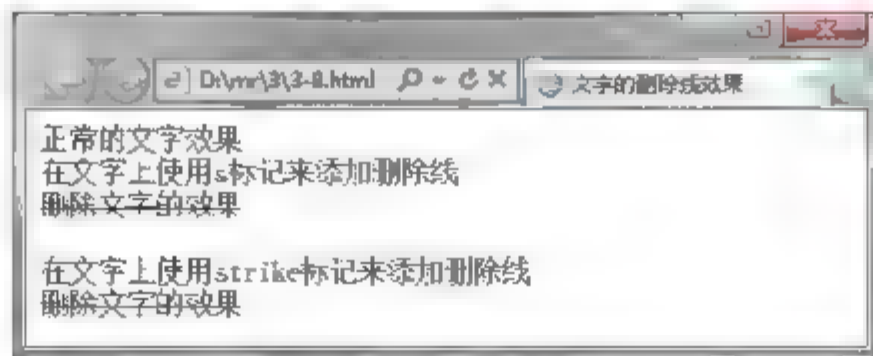 D:\mr\3\3-8.html
文字的删除线效果
正常的文字效果
在文字上使用s标记来添加删除线
删除文字的效果
在文字上使用strike标记来添加删除线
删除文字的效果